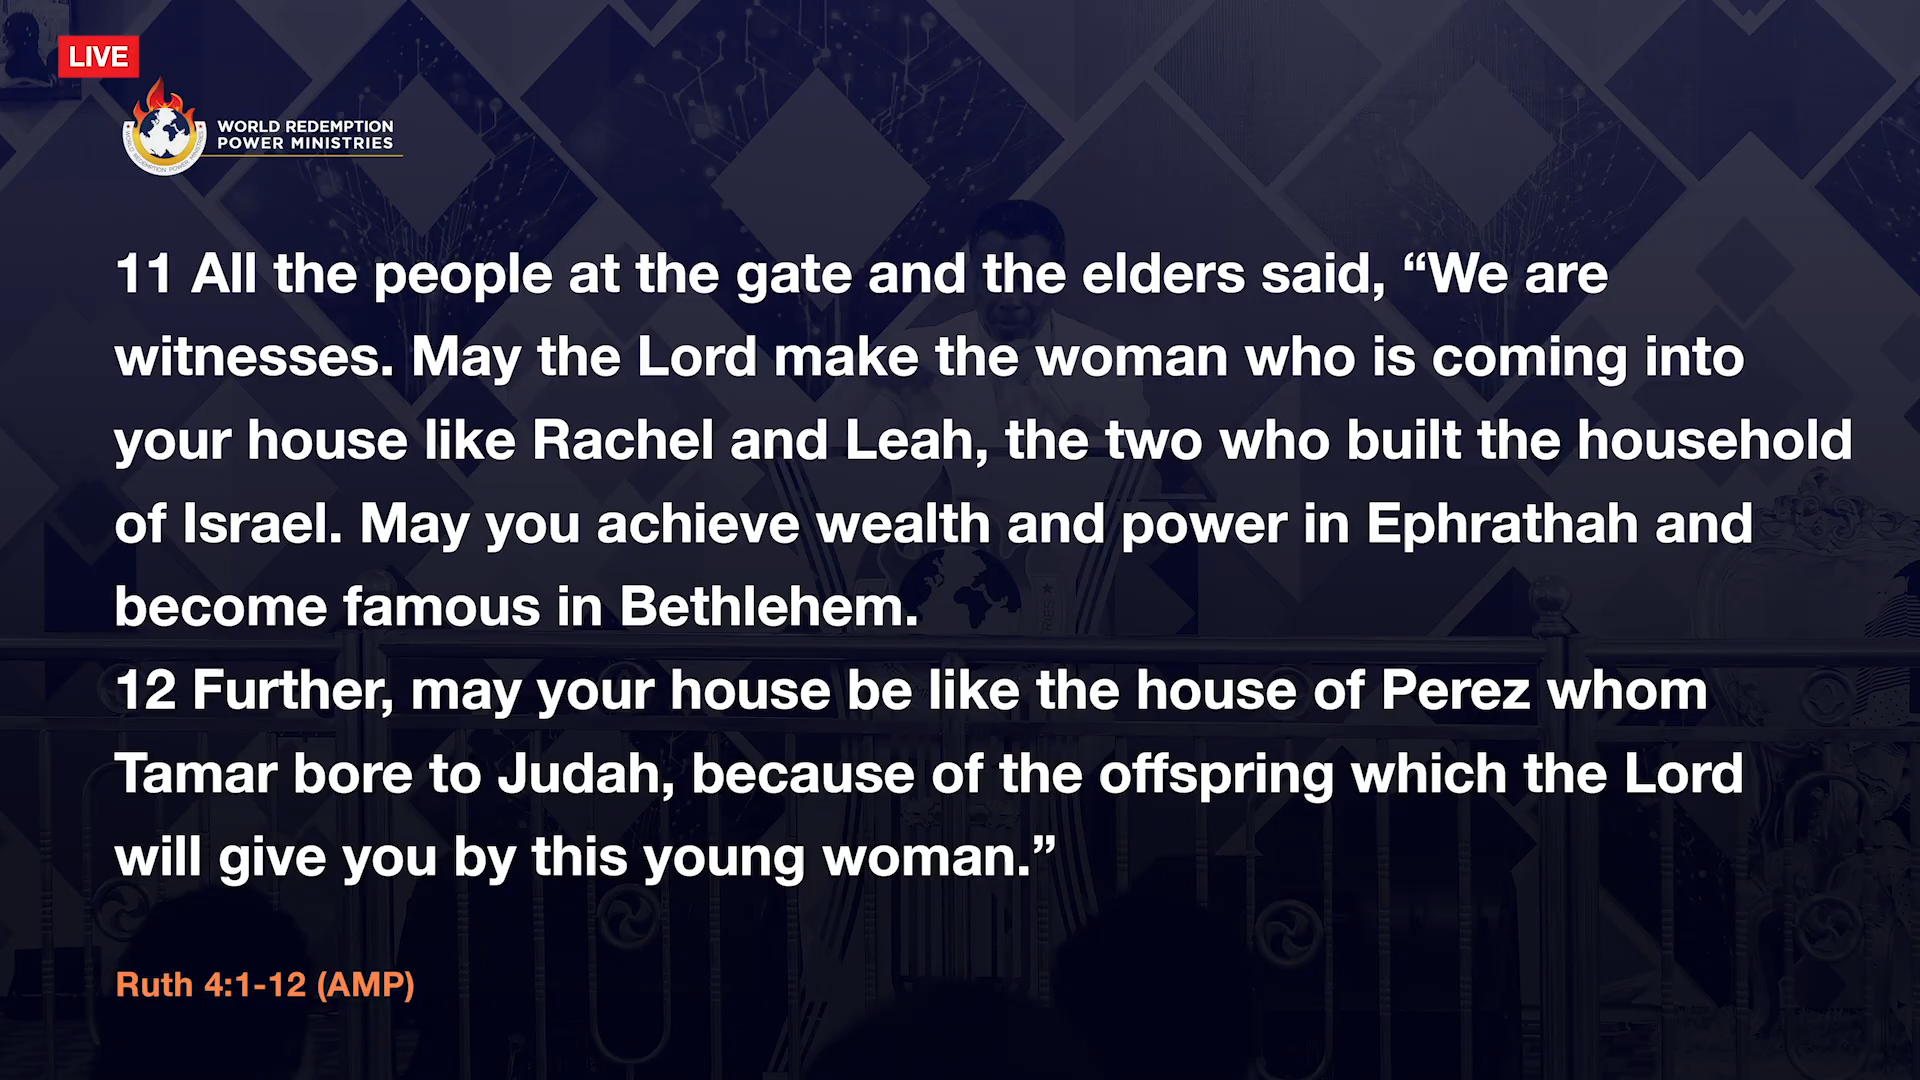 LIVE
WORLD REDEMPTION
POWER MINISTRIES
11 All the people at the gate and the elders said, “We are
witnesses. May the Lord make the woman who is coming into
your house like Rachel and Leah, the two who built the household
of Israel. May you achieve wealth and power in Ephrathah and
become famous in Bethlehem.
12 Further, may your house be like the house of Perez whom
Tamar bore to Judah, because of the offspring which the Lord
will give you by this young woman.”
Ruth 4:1-12 (AMP)